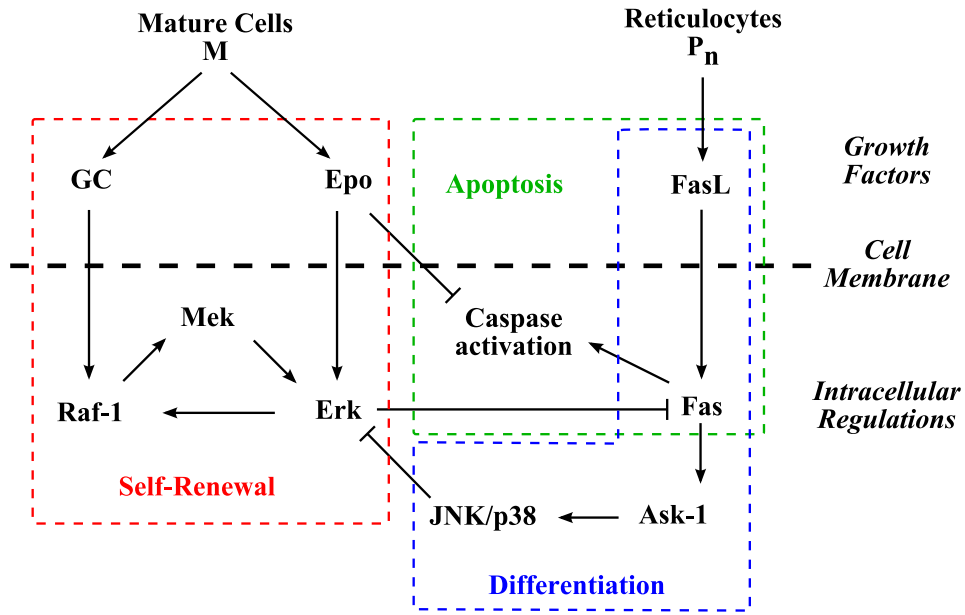 Mature Cells
M
Reticulocytes
Pn
GC
Epo
Apoptosis
FasL
Growth
Factors
Cell
Membrane
Mek
Caspase
activation
Raf-1
Erk
Fas
Intracellular
Regulations
Self-Renewal
JNK/p38
Ask-1
Differentiation